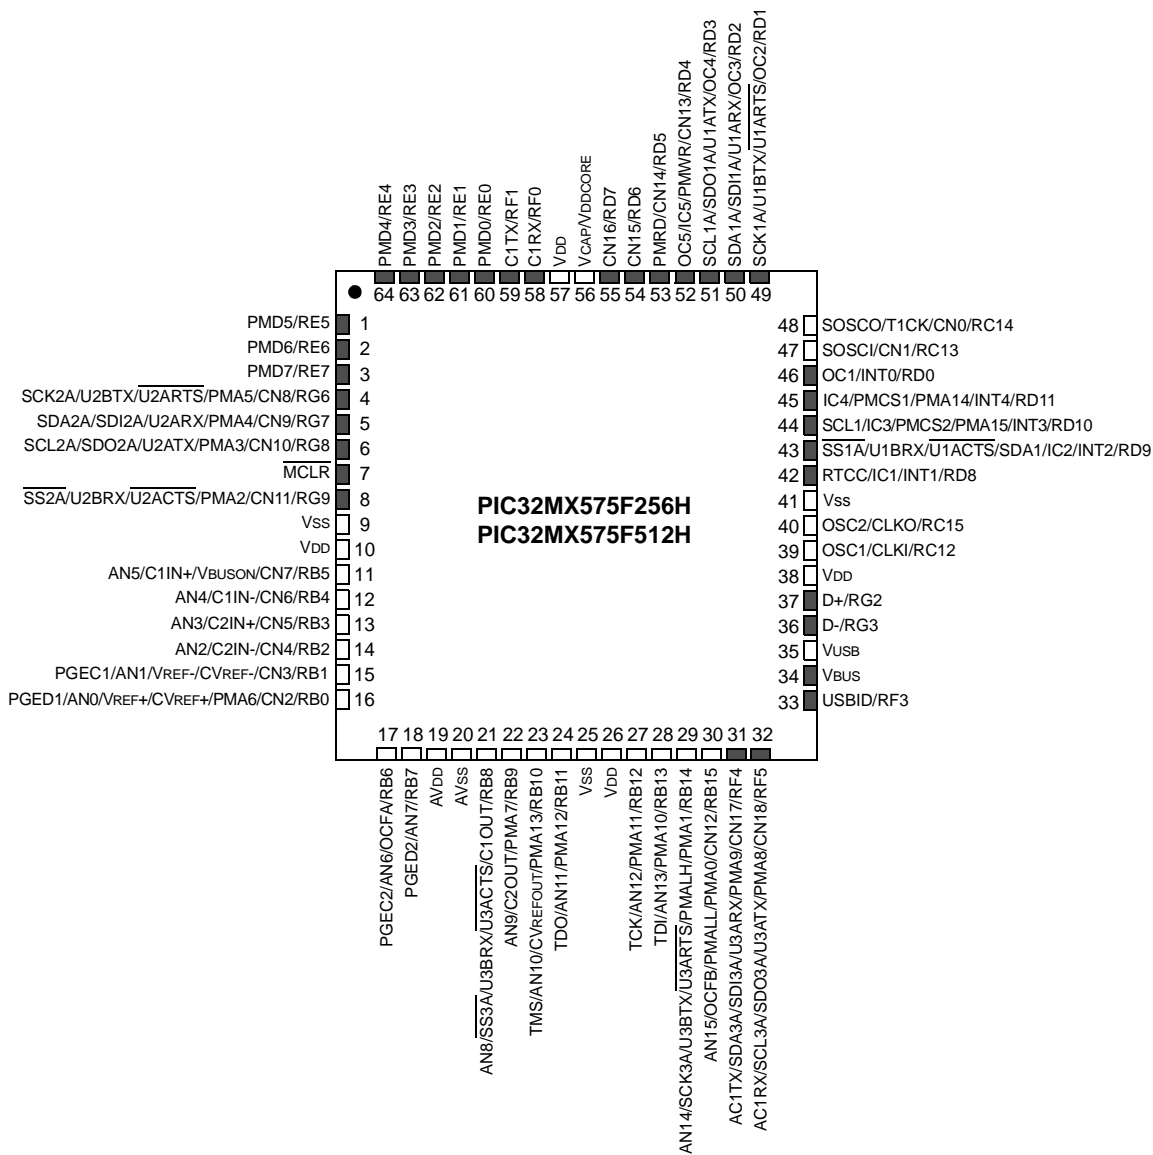 PMD4/RE4
PMD3/RE3
PMD2/RE2
PMD1/RE1
PMD0/RE0
C1TX/RF1
C1RX/RF0
VDD
VCAP/VDDCORE
CN16/RD7
CN15/RD6
PMRD/CN14/RD5
OC5/IC5/PMWR/CN13/RD4
SCL1A/SDO1A/U1ATX/OC4/RD3
SDA1A/SDI1A/U1ARX/OC3/RD2
SCK1A/U1BTX/U1ARTS/OC2/RD1
64 63 62 61 60 59 58 57 56 55 54 53 52 51 50 49
PMD5/RE5 1
PMD6/RE6 2
PMD7/RE7 3
SCK2A/U2BTX/U2ARTS/PMA5/CN8/RG6 4
SDA2A/SDI2A/U2ARX/PMA4/CN9/RG7 5
SCL2A/SDO2A/U2ATX/PMA3/CN10/RG8 6
MCLR 7
SS2A/U2BRX/U2ACTS/PMA2/CN11/RG9 8
VSS 9
VDD 10
AN5/C1IN+/VBUSON/CN7/RB5 11
AN4/C1IN-/CN6/RB4 12
AN3/C2IN+/CN5/RB3 13
AN2/C2IN-/CN4/RB2 14
PGEC1/AN1/VREF-/CVREF-/CN3/RB1 15
PGED1/AN0/VREF+/CVREF+/PMA6/CN2/RB0 16
PIC32MX575F256H
PIC32MX575F512H
48 SOSCO/T1CK/CN0/RC14
47 SOSCI/CN1/RC13
46 OC1/INT0/RD0
45 IC4/PMCS1/PMA14/INT4/RD11
44 SCL1/IC3/PMCS2/PMA15/INT3/RD10
43 SS1A/U1BRX/U1ACTS/SDA1/IC2/INT2/RD9
42 RTCC/IC1/INT1/RD8
41 Vss
40 OSC2/CLKO/RC15
39 OSC1/CLKI/RC12
38 VDD
37 D+/RG2
36 D-/RG3
35 VUSB
34 VBUS
33 USBID/RF3
17 18 19 20 21 22 23 24 25 26 27 28 29 30 31 32
PGEC2/AN6/OCFA/RB6
PGED2/AN7/RB7
AVDD
AVSS
AN8/SS3A/U3BRX/U3ACTS/C1OUT/RB8
AN9/C2OUT/PMA7/RB9
TMS/AN10/CVREFOUT/PMA13/RB10
TDO/AN11/PMA12/RB11
VSS
VDD
TCK/AN12/PMA11/RB12
TDI/AN13/PMA10/RB13
AN14/SCK3A/U3BTX/U3ARTS/PMALH/PMA1/RB14
AN15/OCFB/PMALL/PMA0/CN12/RB15
AC1TX/SDA3A/SDI3A/U3ARX/PMA9/CN17/RF4
AC1RX/SCL3A/SDO3A/U3ATX/PMA8/CN18/RF5